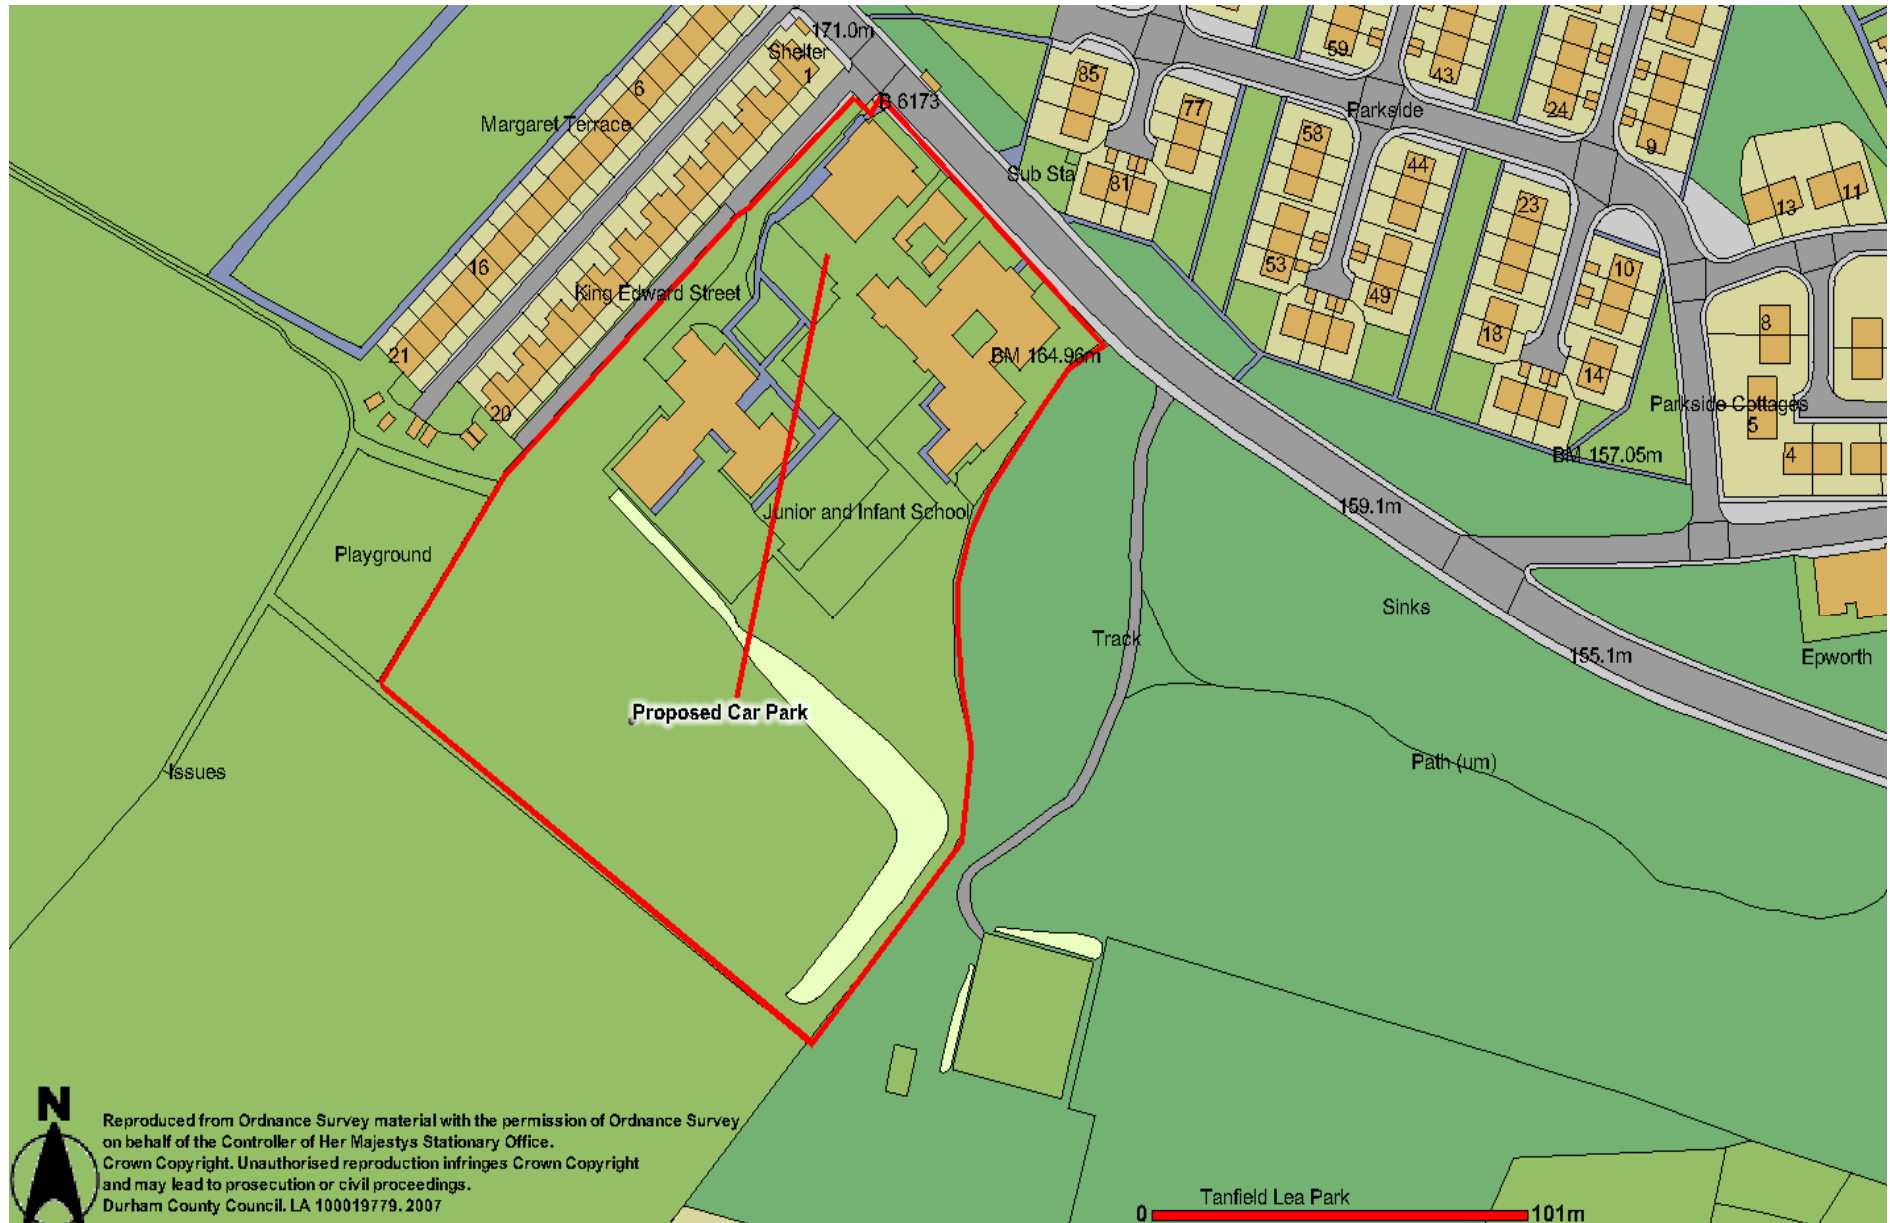 171.0m
Shelter
1
6
B 6173
Margaret Terrace
85
77
59
43
24
9
Parkside
58
44
81
Sub Sta
23
13
11
16
53
49
10
King Edward Street
18
14
8
21
20
BM 164.96m
Parkside Cottages
5
4
BM 157.05m
159.1m
Junior and Infant School
Playground
Sinks
Track
155.1m
Epworth
Proposed Car Park
Issues
Path (um)
N
Reproduced from Ordnance Survey material with the permission of Ordnance Survey
on behalf of the Controller of Her Majestys Stationary Office.
Crown Copyright. Unauthorised reproduction infringes Crown Copyright
and may lead to prosecution or civil proceedings.
Durham County Council. LA 100019779. 2007
Tanfield Lea Park
0
101m